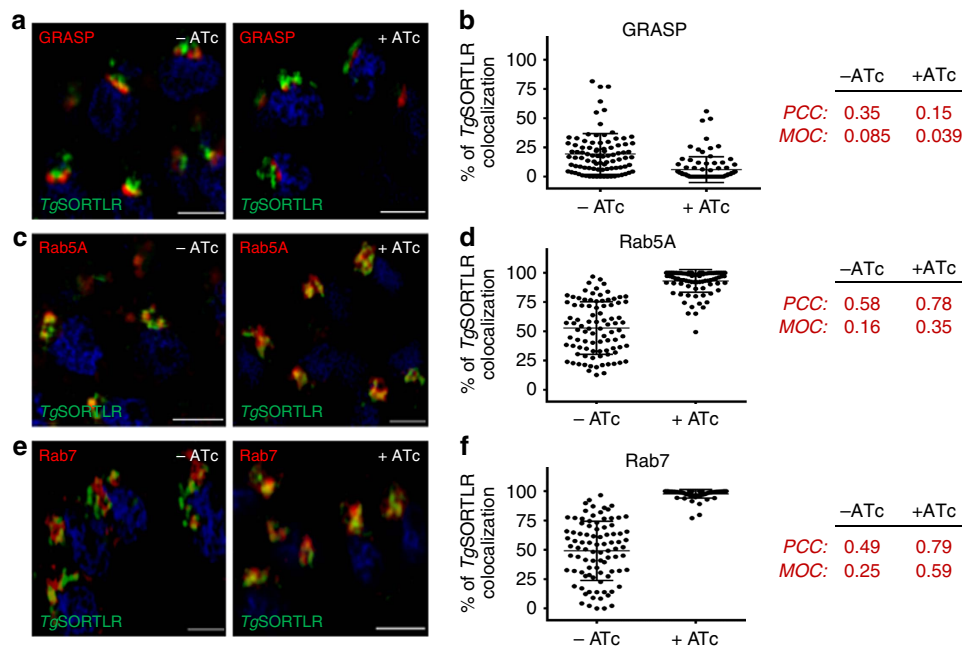 a
GRASP – ATc
TgSORTLR
GRASP + ATc
b
GRASP
% of TgSORTLR
colocalization
100
75
50
25
0
– ATc + ATc
–ATc +ATc
PCC: 0.35 0.15
MOC: 0.085 0.039
c
Rab5A – ATc
TgSORTLR
Rab5A + ATc
d
Rab5A
% of TgSORTLR
colocalization
100
75
50
25
0
– ATc + ATc
–ATc +ATc
PCC: 0.58 0.78
MOC: 0.16 0.35
e
Rab7 – ATc
TgSORTLR
Rab7 + ATc
f
Rab7
% of TgSORTLR
colocalization
100
75
50
25
0
– ATc + ATc
–ATc +ATc
PCC: 0.49 0.79
MOC: 0.25 0.59